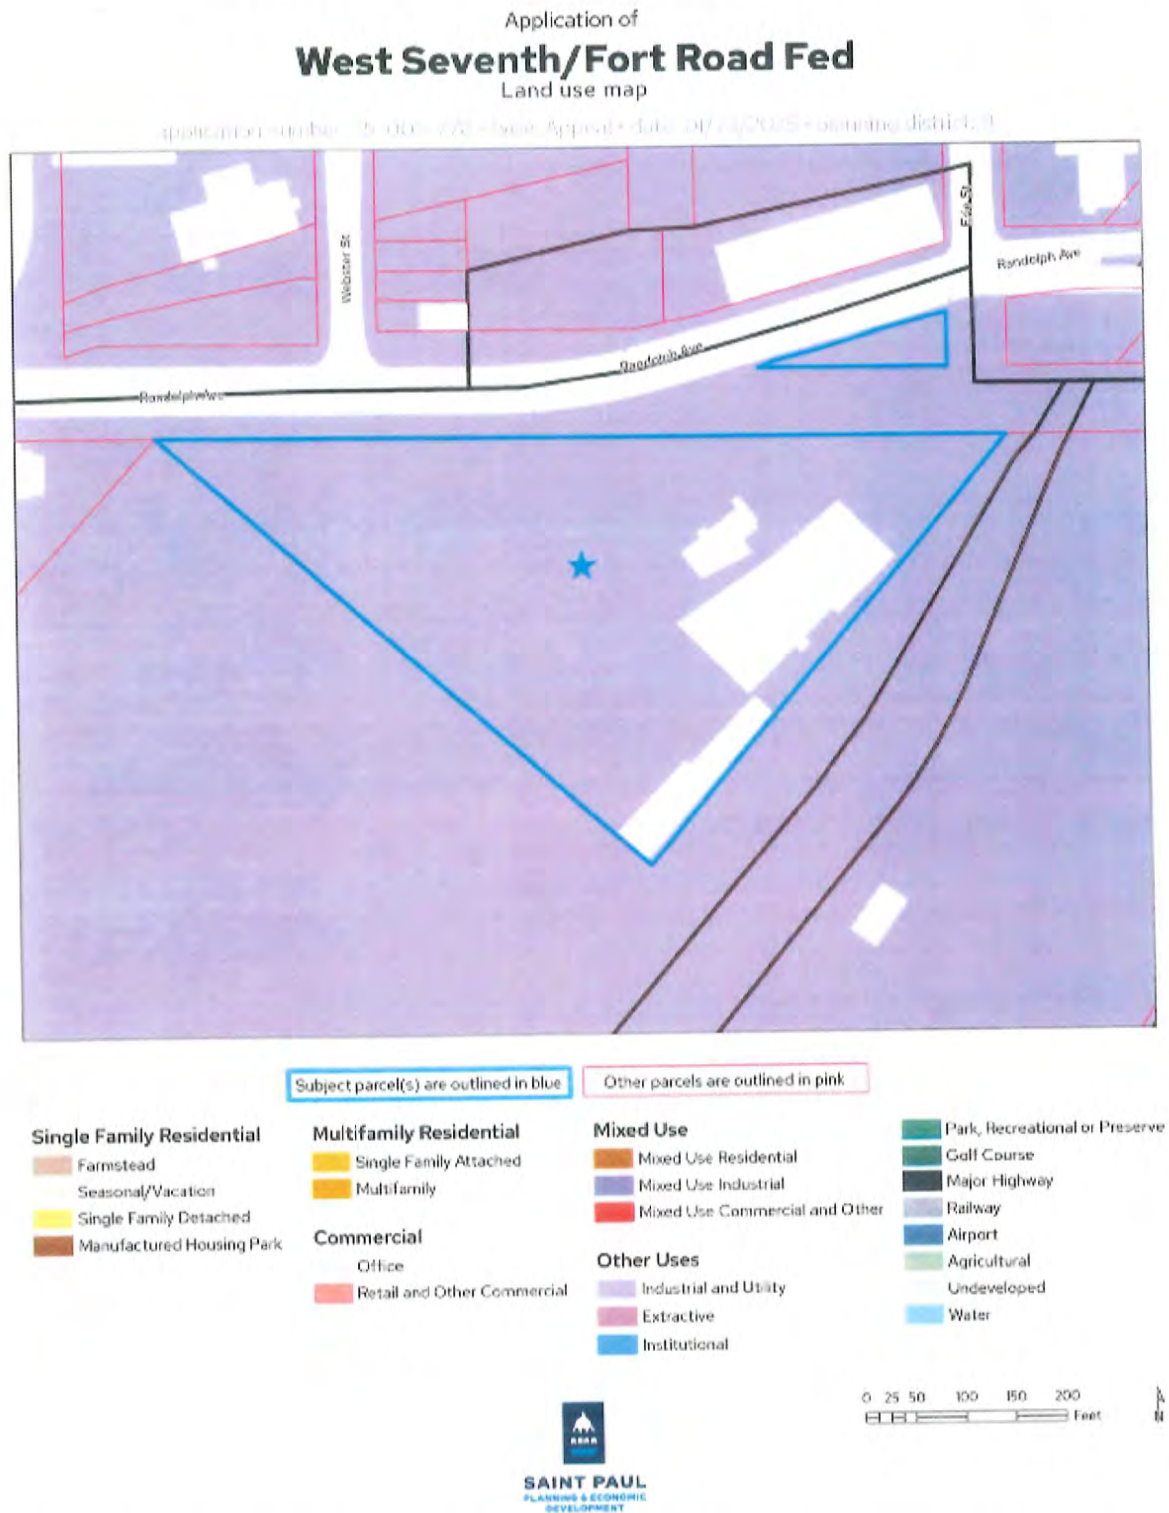 Application of
West Seventh/Fort Road Fed
Land use map
Appeal • date
planning district: 9
Webster St
Erie St
Randolph Ave
Randolph Ave
Randolph Ave
Subject parcel(s) are outlined in blue
Other parcels are outlined in pink
Single Family Residential
Farmstead
Seasonal/Vacation
Single Family Detached
Manufactured Housing Park
Multifamily Residential
Single Family Attached
Multifamily
Commercial
Office
Retail and Other Commercial
Mixed Use
Mixed Use Residential
Mixed Use Industrial
Mixed Use Commercial and Other
Other Uses
Industrial and Utility
Extractive
Institutional
Park, Recreational or Preserve
Golf Course
Major Highway
Railway
Airport
Agricultural
Undeveloped
Water
0 25 50 100 150 200
Feet
N
SAINT PAUL
PLANNING & ECONOMIC
DEVELOPMENT